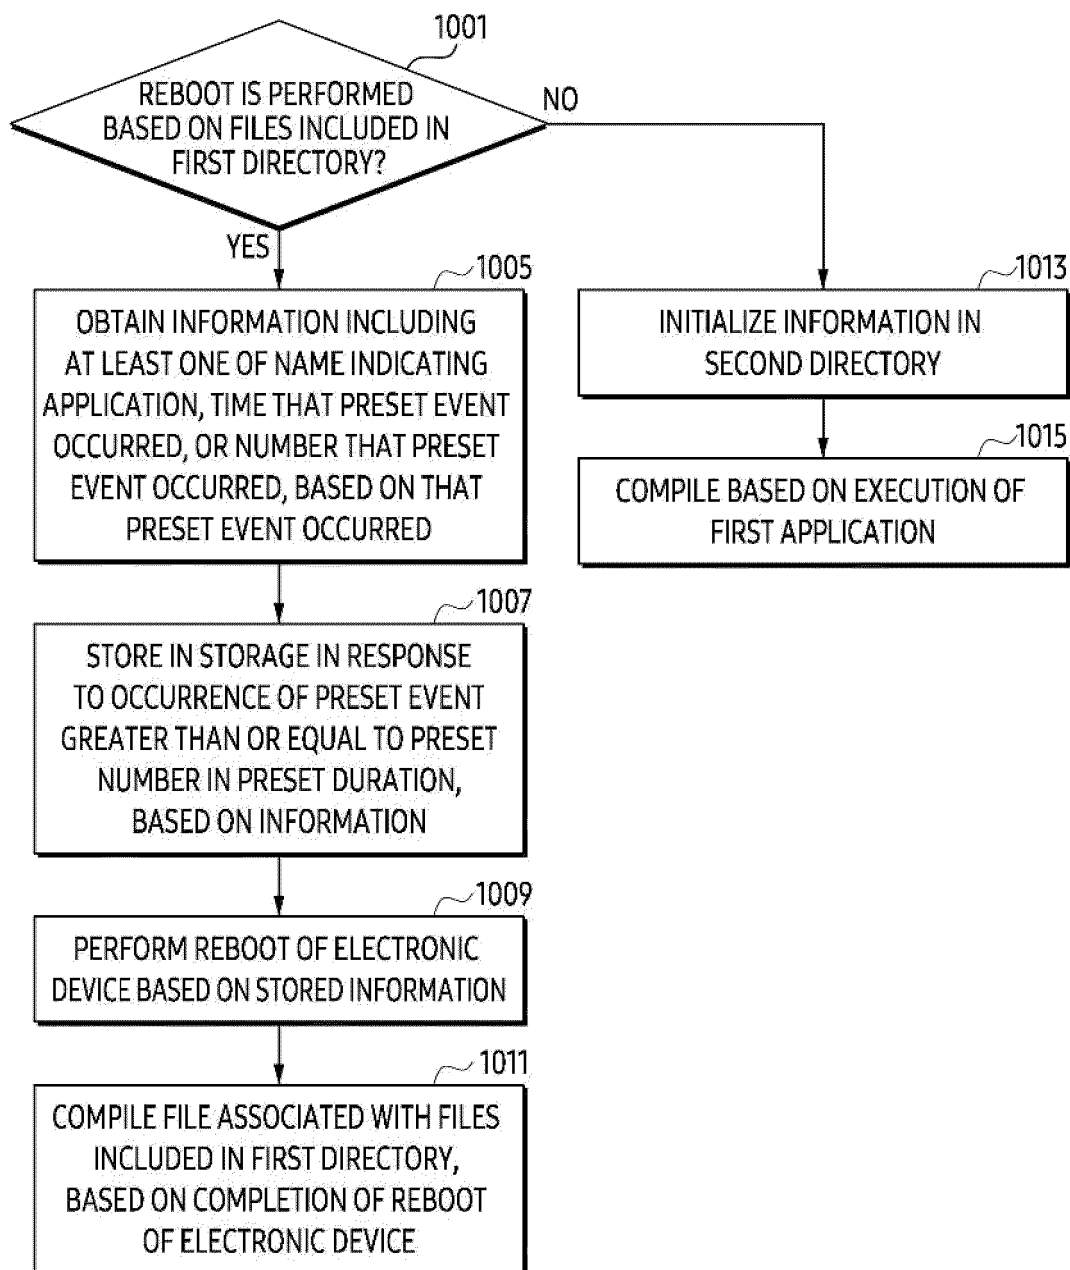 1001
REBOOT IS PERFORMED
BASED ON FILES INCLUDED IN
FIRST DIRECTORY?
NO
YES
1005
OBTAIN INFORMATION INCLUDING
AT LEAST ONE OF NAME INDICATING
APPLICATION, TIME THAT PRESET EVENT
OCCURRED, OR NUMBER THAT PRESET
EVENT OCCURRED, BASED ON THAT
PRESET EVENT OCCURRED
1007
STORE IN STORAGE IN RESPONSE
TO OCCURRENCE OF PRESET EVENT
GREATER THAN OR EQUAL TO PRESET
NUMBER IN PRESET DURATION,
BASED ON INFORMATION
1009
PERFORM REBOOT OF ELECTRONIC
DEVICE BASED ON STORED INFORMATION
1011
COMPILE FILE ASSOCIATED WITH FILES
INCLUDED IN FIRST DIRECTORY,
BASED ON COMPLETION OF REBOOT
OF ELECTRONIC DEVICE
1013
INITIALIZE INFORMATION IN
SECOND DIRECTORY
1015
COMPILE BASED ON EXECUTION OF
FIRST APPLICATION